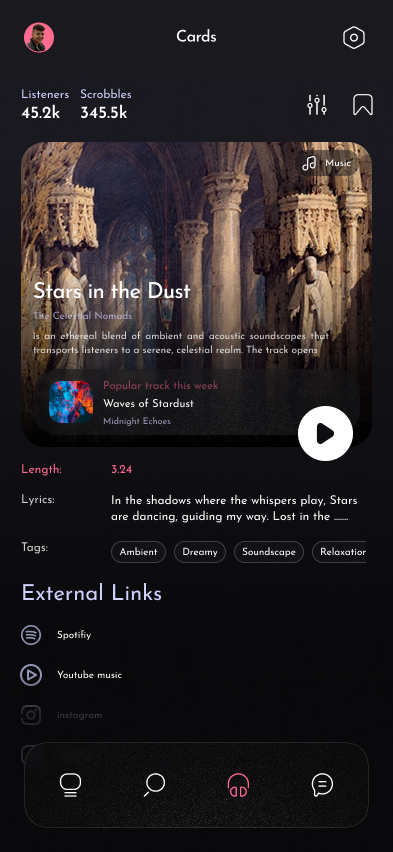 Cards
Listeners
Scrobbles
45.2k
345.5k
Music
Stars in the Dust
The Celestial Nomads
is an ethereal blend of ambient and acoustic soundscapes that
transports listeners to a serene, celestial realm. The track opens
Popular track this week
Waves of Stardust
Midnight Echoes
Length:
3.24
Lyrics:
In the shadows where the whispers play, Stars
are dancing, guiding my way. Lost in the ......
Tags:
Ambient
Dreamy
Soundscape
Relaxation
External Links
Spotifiy
Youtube music
instagram